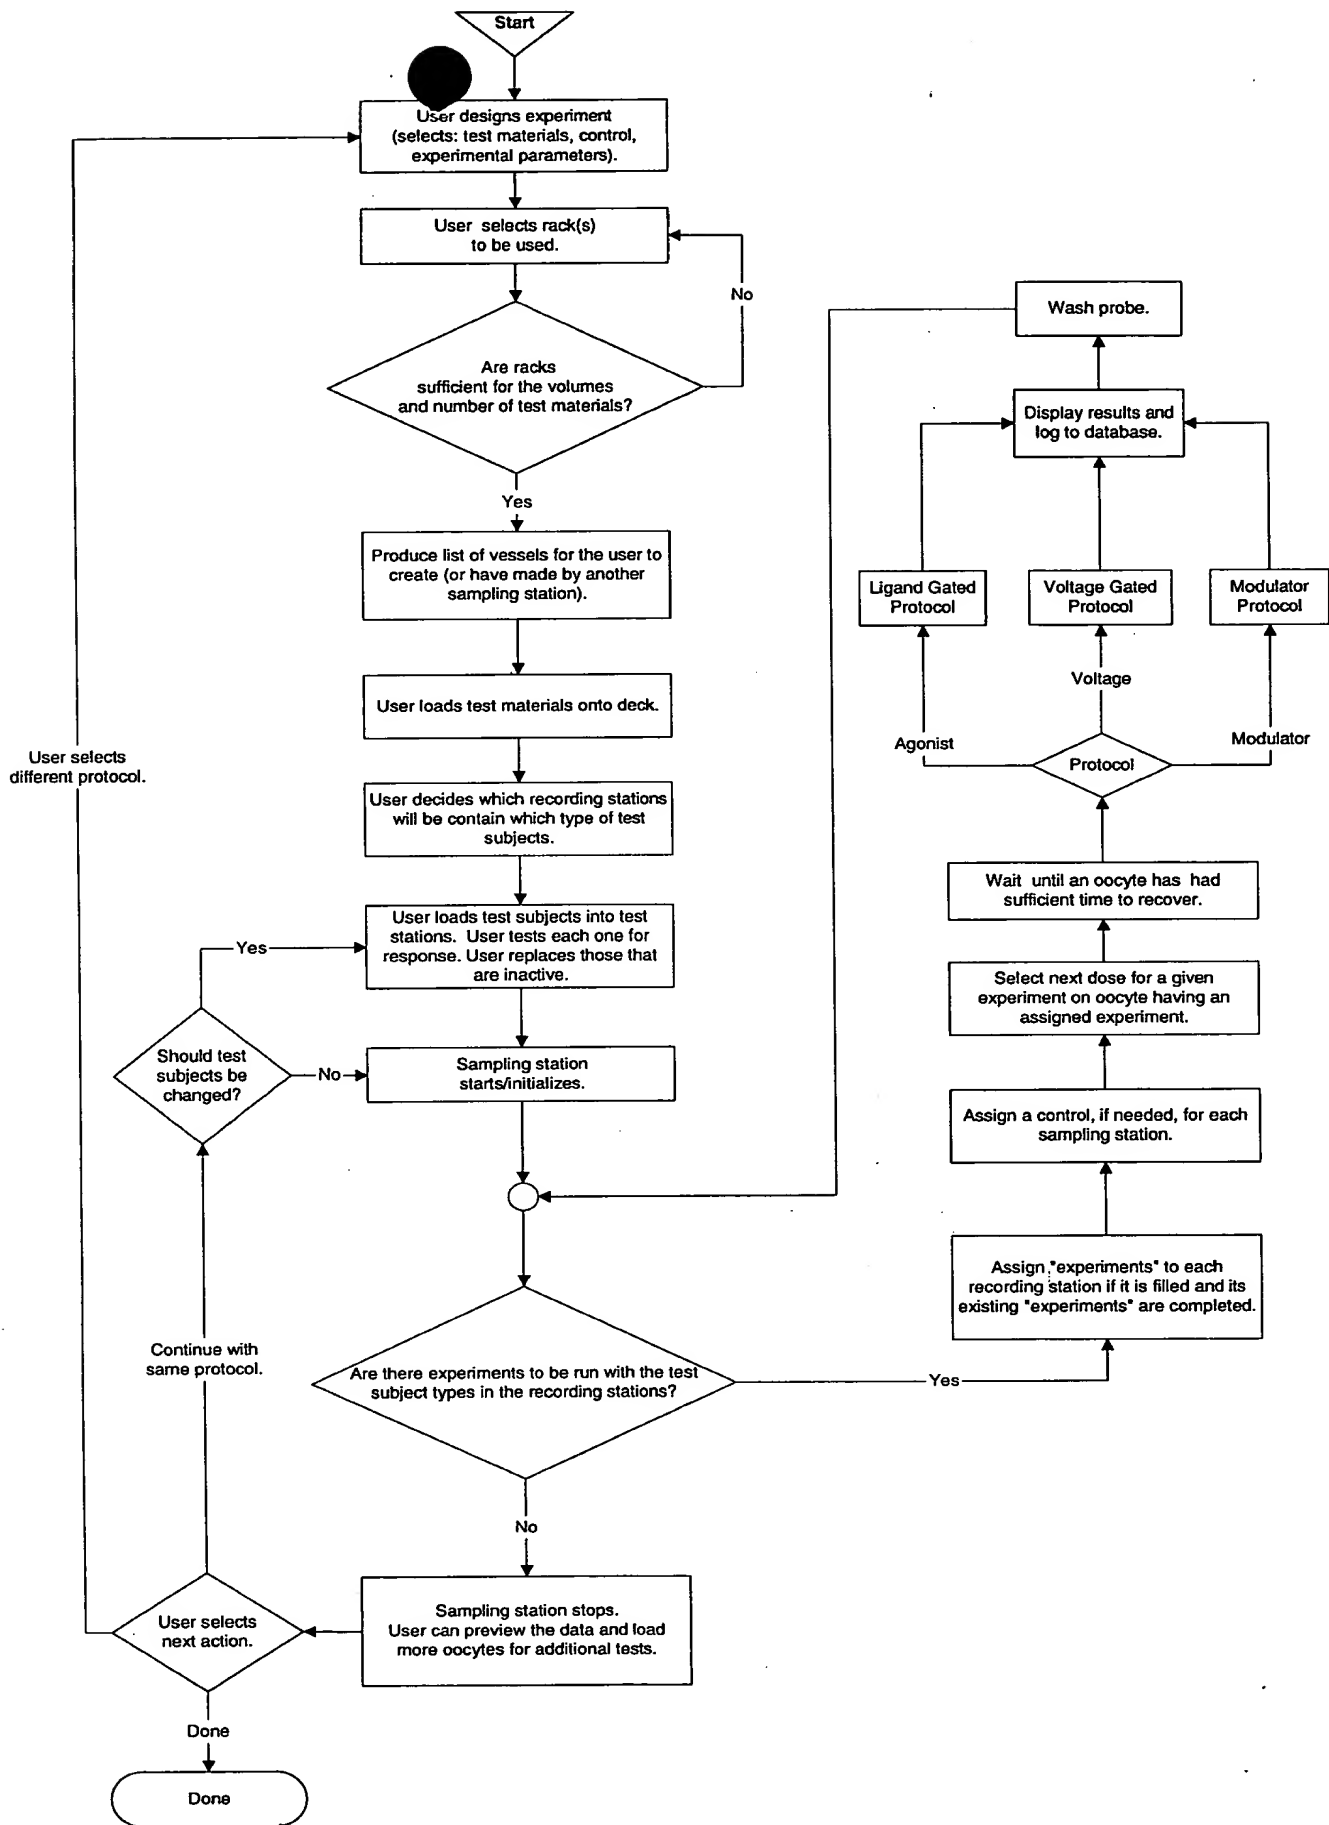 Start
User designs experiment
(selects: test materials, control,
experimental parameters).
User selects rack(s)
to be used.
No
Are racks
sufficient for the volumes
and number of test materials?
Yes
Produce list of vessels for the user to
create (or have made by another
sampling station).
User loads test materials onto deck.
User decides which recording stations
will be contain which type of test
subjects.
User loads test subjects into test
stations. User tests each one for
response. User replaces those that
are inactive.
Yes
Should test
subjects be
changed?
No
Sampling station
starts/initializes.
Are there experiments to be run with the test
subject types in the recording stations?
Yes
No
Sampling station stops.
User can preview the data and load
more oocytes for additional tests.
User selects
next action.
Continue with
same protocol.
User selects
different protocol.
Done
Done
Wash probe.
Display results and
log to database.
Ligand Gated
Protocol
Voltage Gated
Protocol
Modulator
Protocol
Agonist
Voltage
Modulator
Protocol
Wait until an oocyte has had
sufficient time to recover.
Select next dose for a given
experiment on oocyte having an
assigned experiment.
Assign a control, if needed, for each
sampling station.
Assign "experiments" to each
recording station if it is filled and its
existing "experiments" are completed.